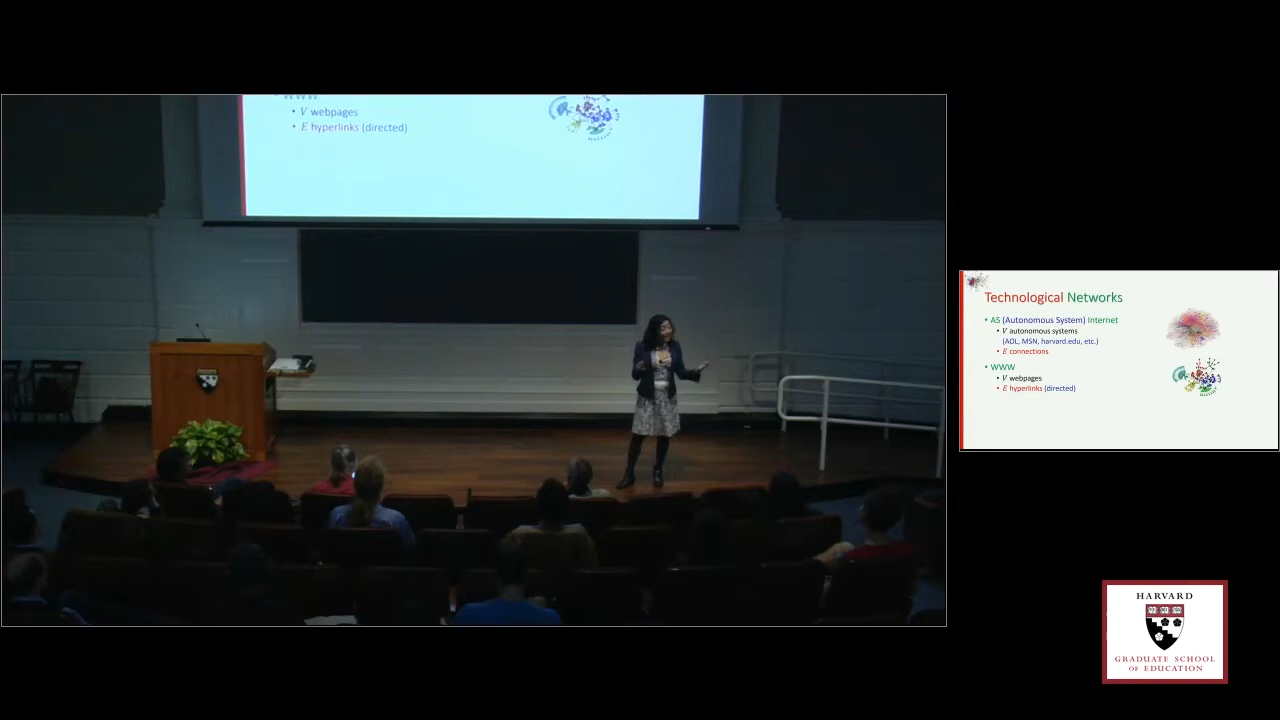 WWW
• V webpages
• E hyperlinks (directed)
Technological Networks
• AS (Autonomous System) Internet
• V autonomous systems
(AOL, MSN, harvard.edu, etc.)
• E connections
• WWW
• V webpages
• E hyperlinks (directed)
HARVARD
GRADUATE SCHOOL
OF EDUCATION